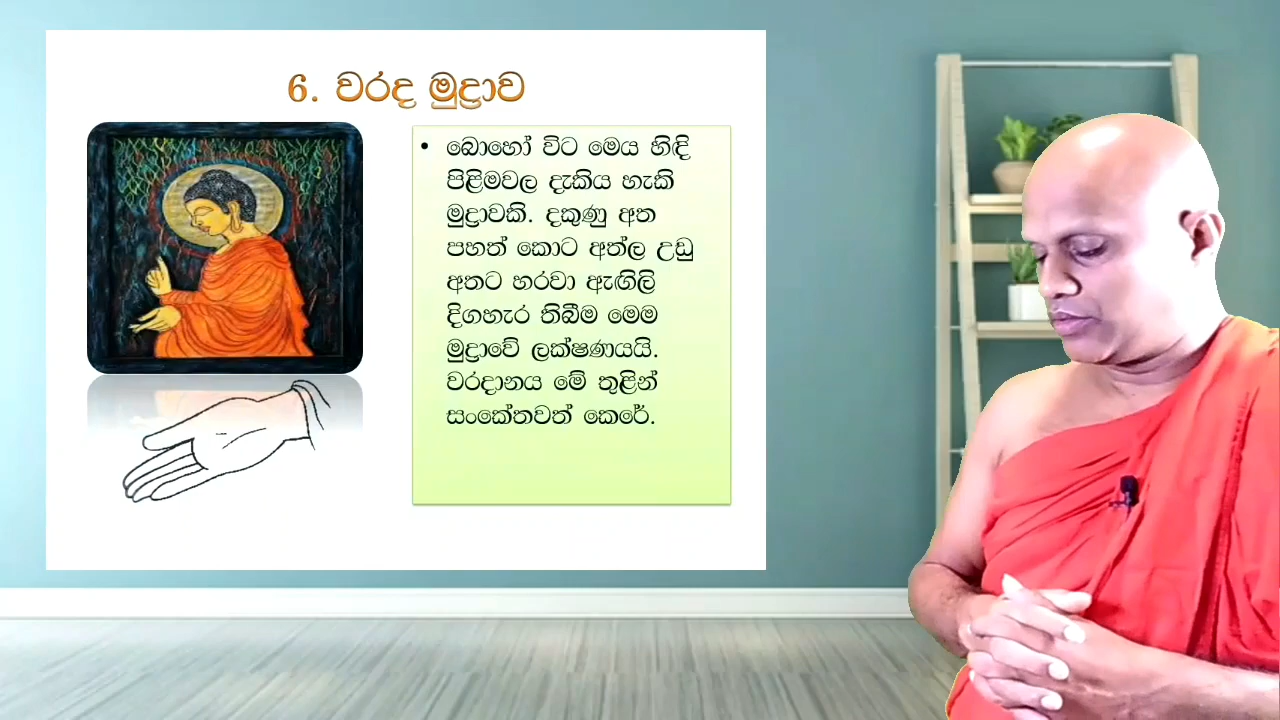 6. වරද මුද්‍රාව
• බොහෝ විට මෙය හිඳි
පිළිමවල දැකිය හැකි
මුද්‍රාවකි. දකුණු අත
පහත් කොට අත්ල උඩු
අතට හරවා ඇඟිලි
දිගහැර තිබීම මෙම
මුද්‍රාවේ ලක්ෂණයයි.
වරදානය මේ තුළින්
සංකේතවත් කෙරේ.